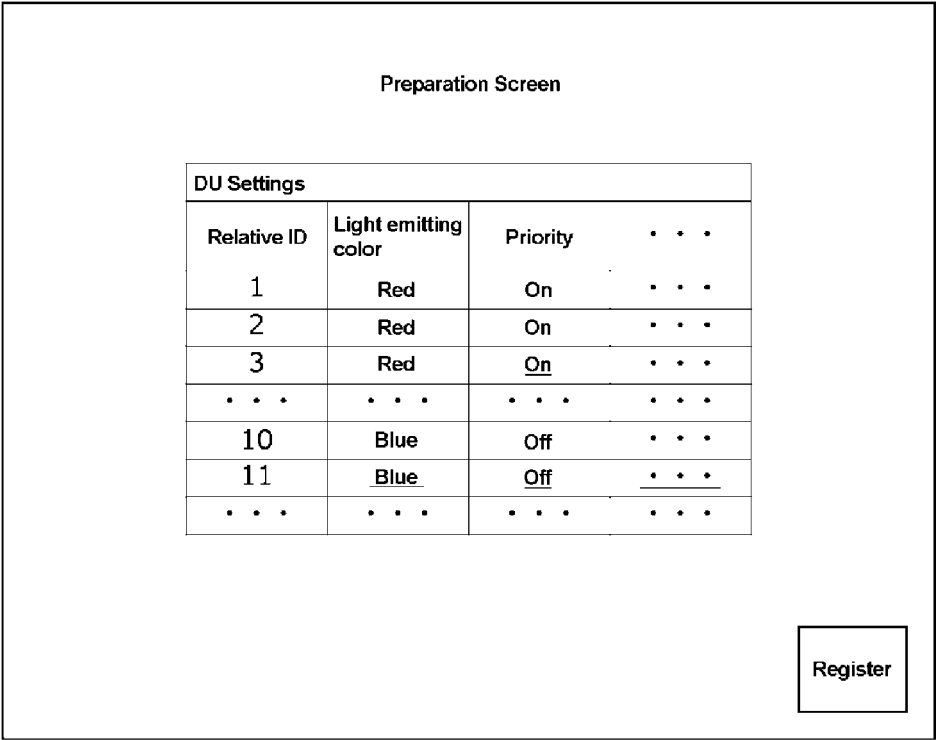 Preparation Screen
DU Settings
Relative ID Light emitting color Priority • • •
1 Red On • • •
2 Red On • • •
3 Red On • • •
• • • • • • • • • • • •
10 Blue Off • • •
11 Blue Off • • •
• • • • • • • • • • • •
Register